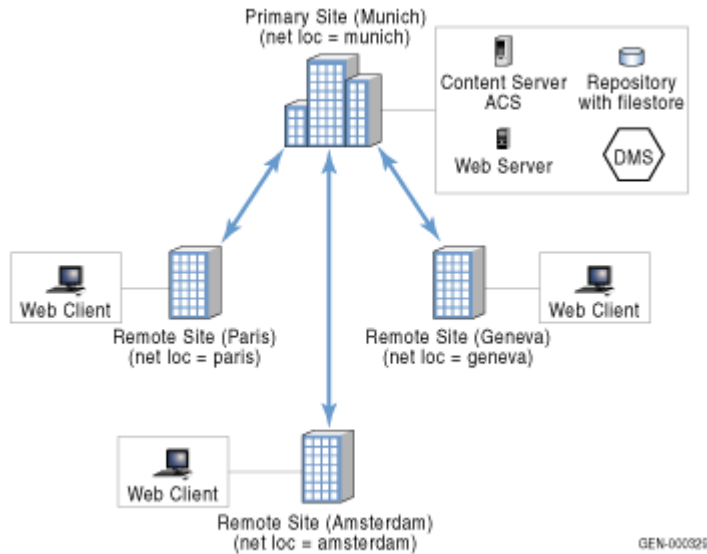 Primary Site (Munich)
(net loc = munich)
Content Server
ACS
Repository
with filestore
Web Server
DMS
Web Client
Remote Site (Paris)
(net loc = paris)
Remote Site (Geneva)
(net loc = geneva)
Web Client
Web Client
Remote Site (Amsterdam)
(net loc = amsterdam)
GEN-000329